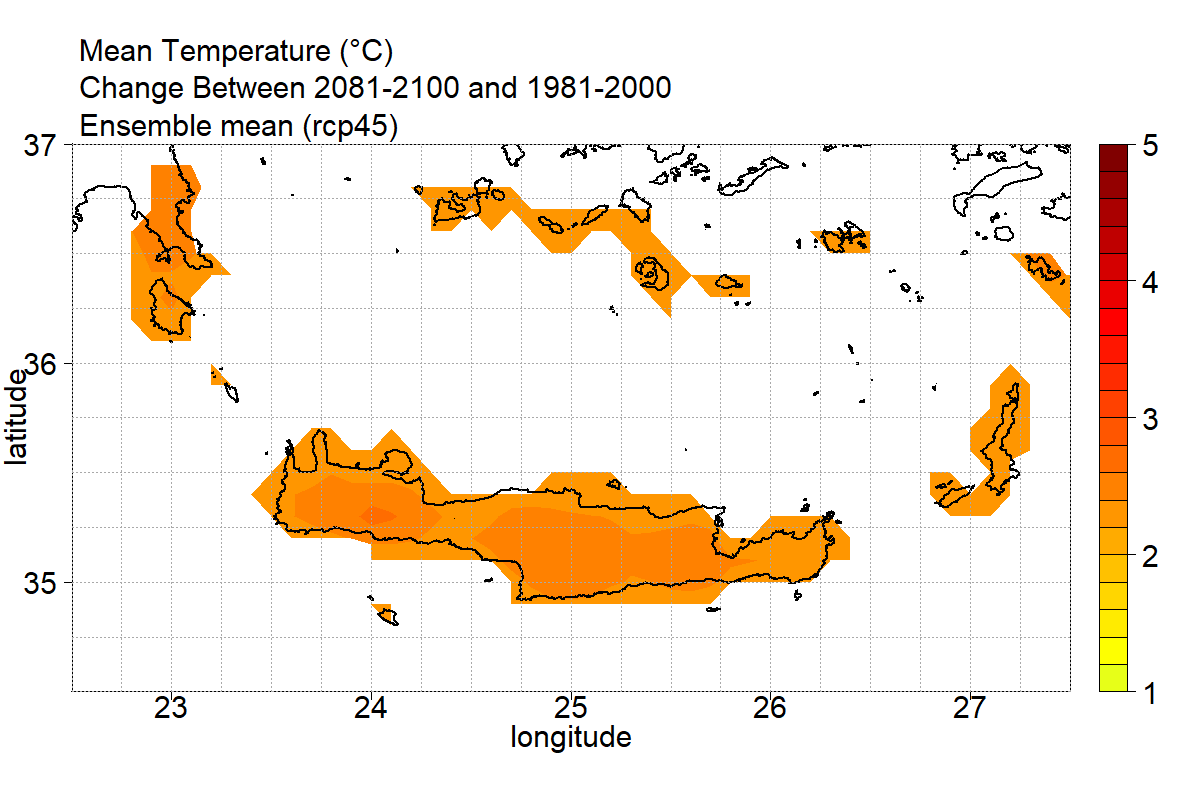 Mean Temperature (°C)
Change Between 2081-2100 and 1981-2000
Ensemble mean (rcp45)
37
36
35
latitude
23
24
25
26
27
longitude
5
4
3
2
1